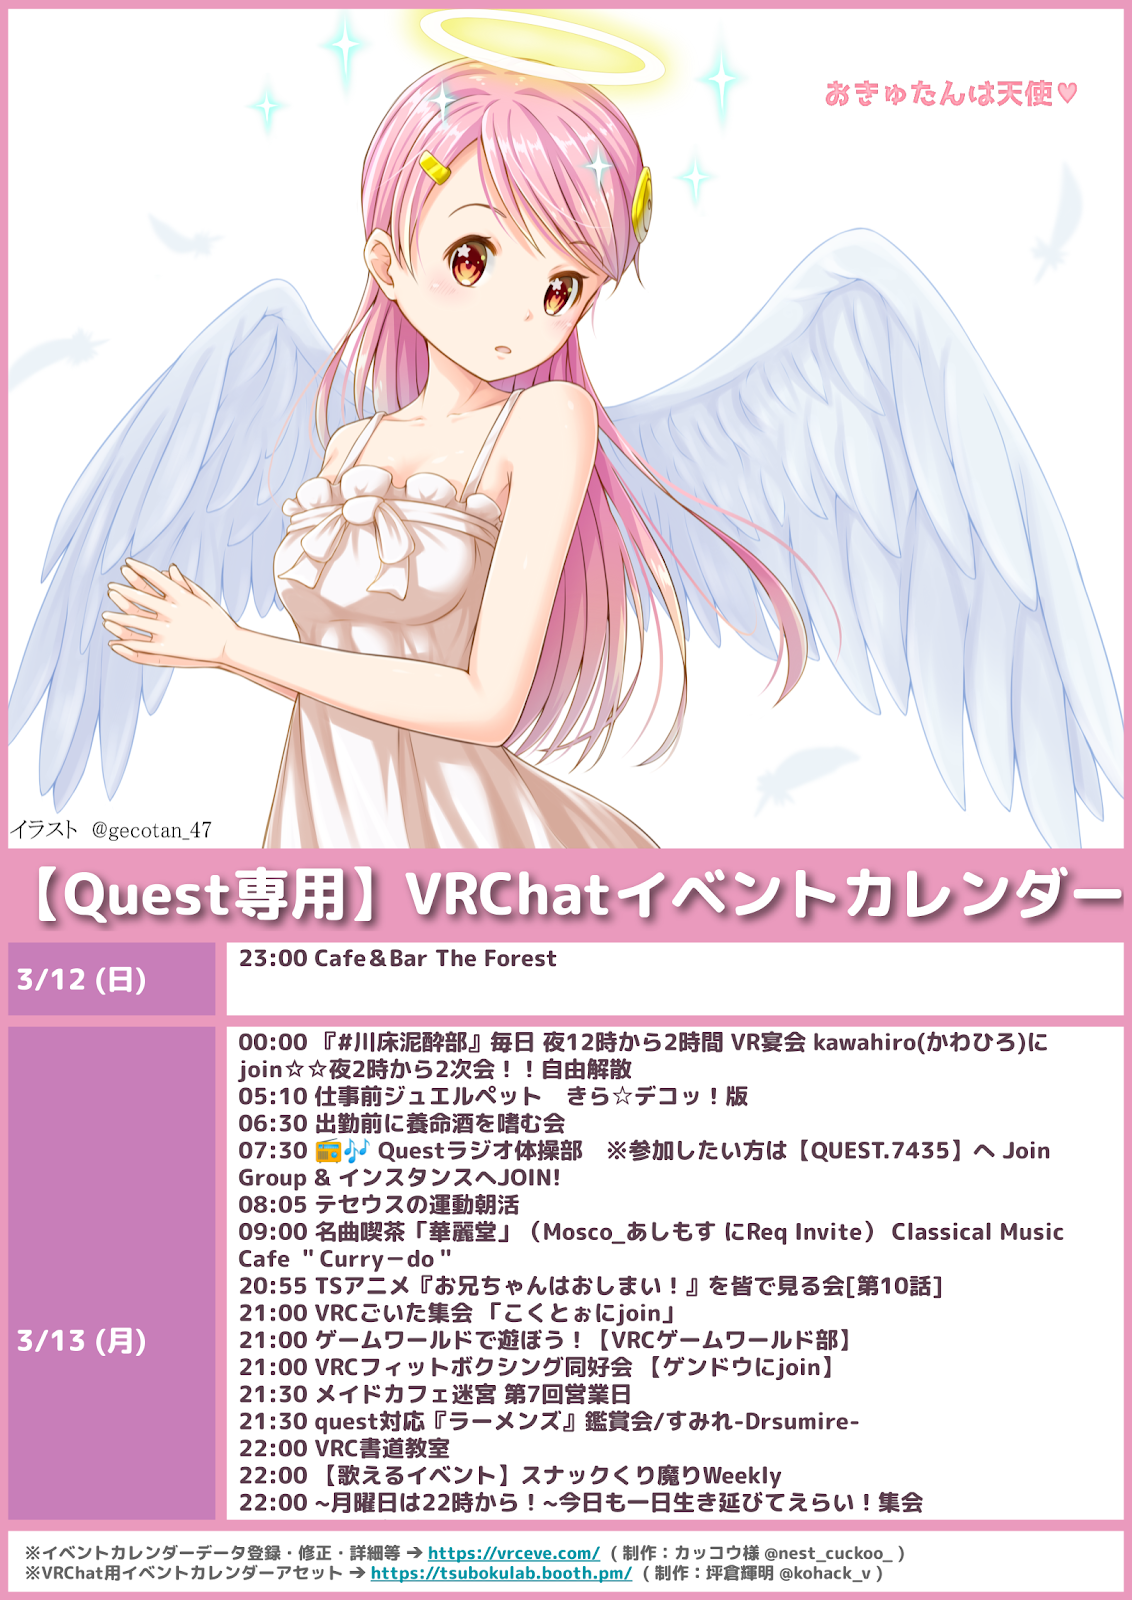 おきゅたんは天使♥
イラスト @gecotan_47
【Quest専用】VRChatイベントカレンダー
3/12 (日)
23:00 Cafe&Bar The Forest
3/13 (月)
00:00 『#川床泥酔部』毎日 夜12時から2時間 VR宴会 kawahiro(かわひろ)に
join☆☆夜2時から2次会！！自由解散
05:10 仕事前ジュエルペット　きら☆デコッ！版
06:30 出勤前に養命酒を嗜む会
07:30 📻🎶 Questラジオ体操部　※参加したい方は【QUEST.7435】へ Join
Group & インスタンスへJOIN!
08:05 テセウスの運動朝活
09:00 名曲喫茶「華麗堂」（Mosco_あしもす にReq Invite） Classical Music
Cafe ＂Curry－do＂
20:55 TSアニメ『お兄ちゃんはおしまい！』を皆で見る会[第10話]
21:00 VRCごいた集会 「こくとぉにjoin」
21:00 ゲームワールドで遊ぼう！【VRCゲームワールド部】
21:00 VRCフィットボクシング同好会 【ゲンドウにjoin】
21:30 メイドカフェ迷宮 第7回営業日
21:30 quest対応『ラーメンズ』鑑賞会/すみれ-Drsumire-
22:00 VRC書道教室
22:00 【歌えるイベント】スナックくり魔りWeekly
22:00 ~月曜日は22時から！~今日も一日生き延びてえらい！集会
※イベントカレンダーデータ登録・修正・詳細等 ➔ https://vrceve.com/ ( 制作：カッコウ様 @nest_cuckoo_ )
※VRChat用イベントカレンダーアセット ➔ https://tsubokulab.booth.pm/ ( 制作：坪倉輝明 @kohack_v )